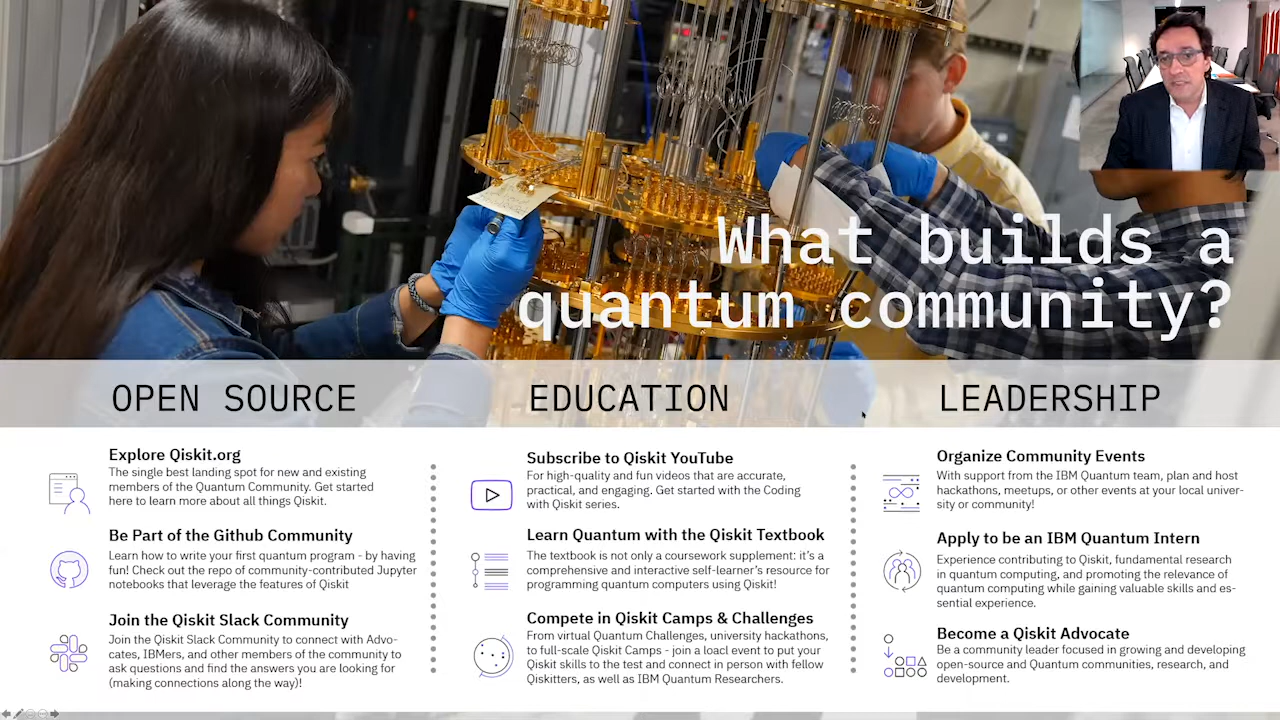 What builds a
quantum community?
OPEN SOURCE
Explore Qiskit.org
The single best landing spot for new and existing
members of the Quantum Community. Get started
here to learn more about all things Qiskit.
Be Part of the Github Community
Learn how to write your first quantum program - by having
fun! Check out the repo of community-contributed Jupyter
notebooks that leverage the features of Qiskit
Join the Qiskit Slack Community
Join the Qiskit Slack Community to connect with Advo-
cates, IBMers, and other members of the community to
ask questions and find the answers you are looking for
(making connections along the way)!
EDUCATION
Subscribe to Qiskit YouTube
For high-quality and fun videos that are accurate,
practical, and engaging. Get started with the Coding
with Qiskit series.
Learn Quantum with the Qiskit Textbook
The textbook is not only a coursework supplement: it's a
comprehensive and interactive self-learner's resource for
programming quantum computers using Qiskit!
Compete in Qiskit Camps & Challenges
From virtual Quantum Challenges, university hackathons,
to full-scale Qiskit Camps - join a loacl event to put your
Qiskit skills to the test and connect in person with fellow
Qiskitters, as well as IBM Quantum Researchers.
LEADERSHIP
Organize Community Events
With support from the IBM Quantum team, plan and host
hackathons, meetups, or other events at your local univer-
sity or community!
Apply to be an IBM Quantum Intern
Experience contributing to Qiskit, fundamental research
in quantum computing, and promoting the relevance of
quantum computing while gaining valuable skills and es-
sential experience.
Become a Qiskit Advocate
Be a community leader focused in growing and developing
open-source and Quantum communities, research, and
development.